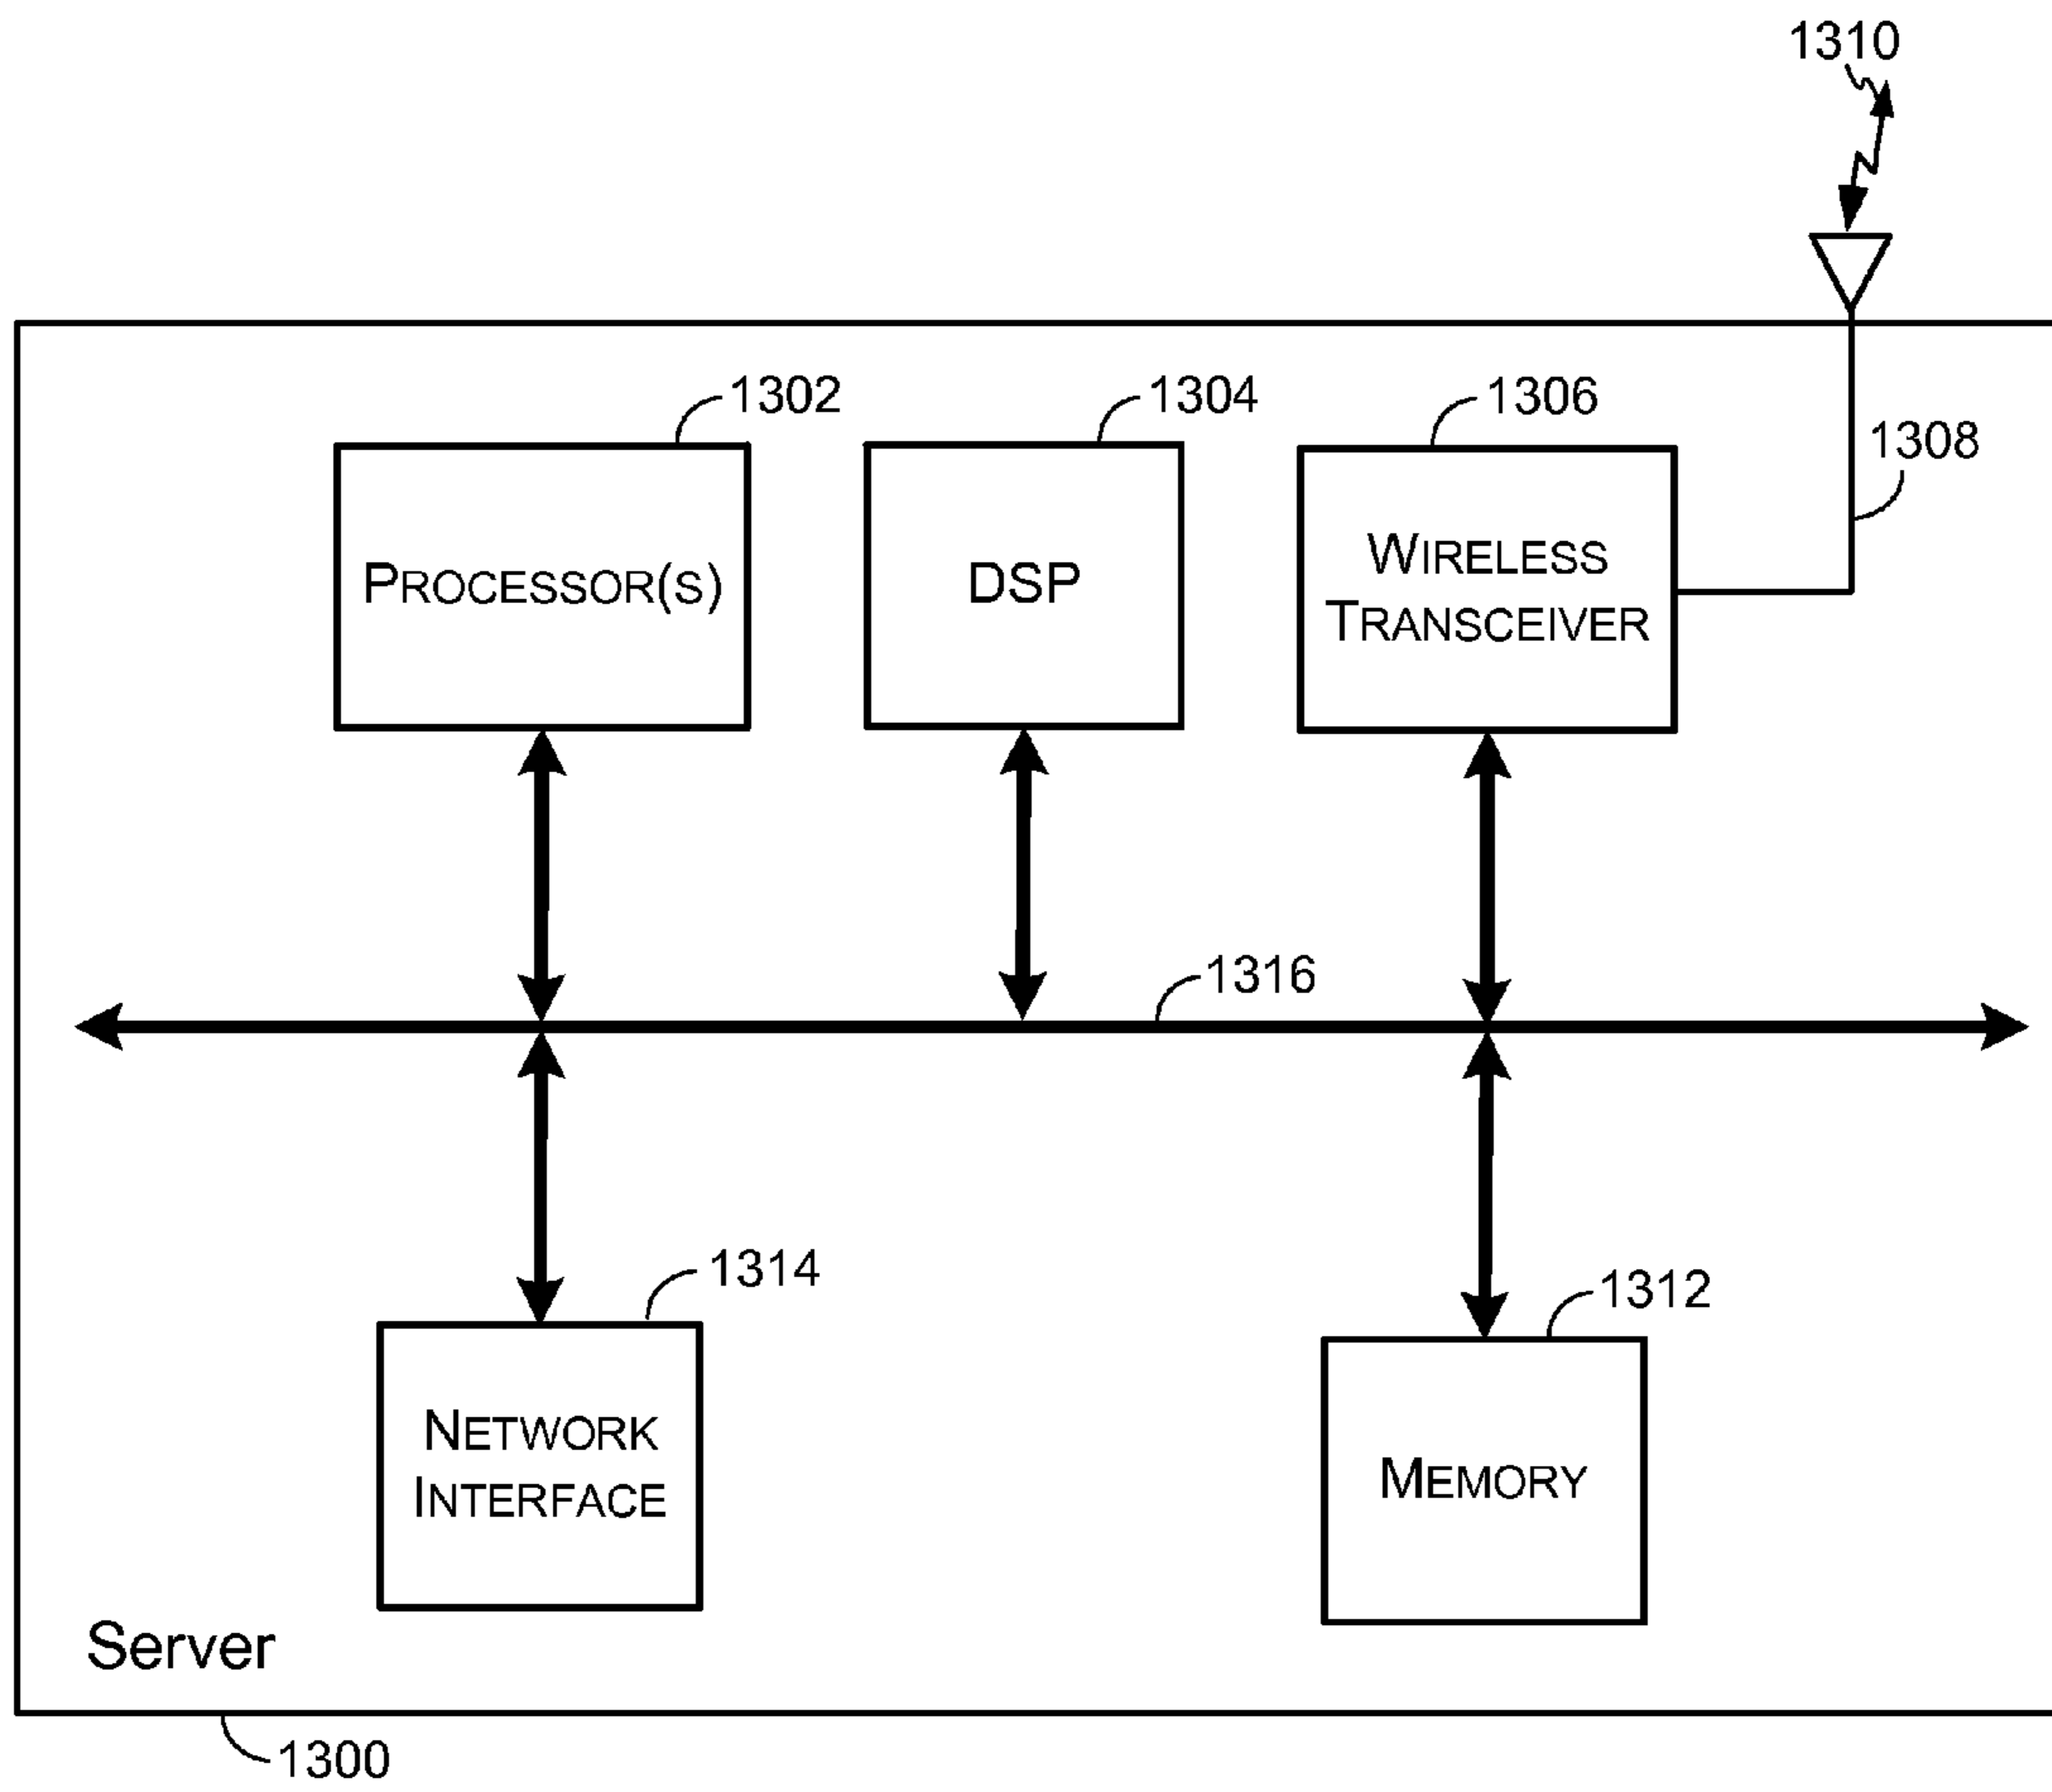 1310
1302
1304
1306
1308
PROCESSOR(S)
DSP
WIRELESS
TRANSCEIVER
1316
1314
1312
NETWORK
INTERFACE
MEMORY
Server
1300